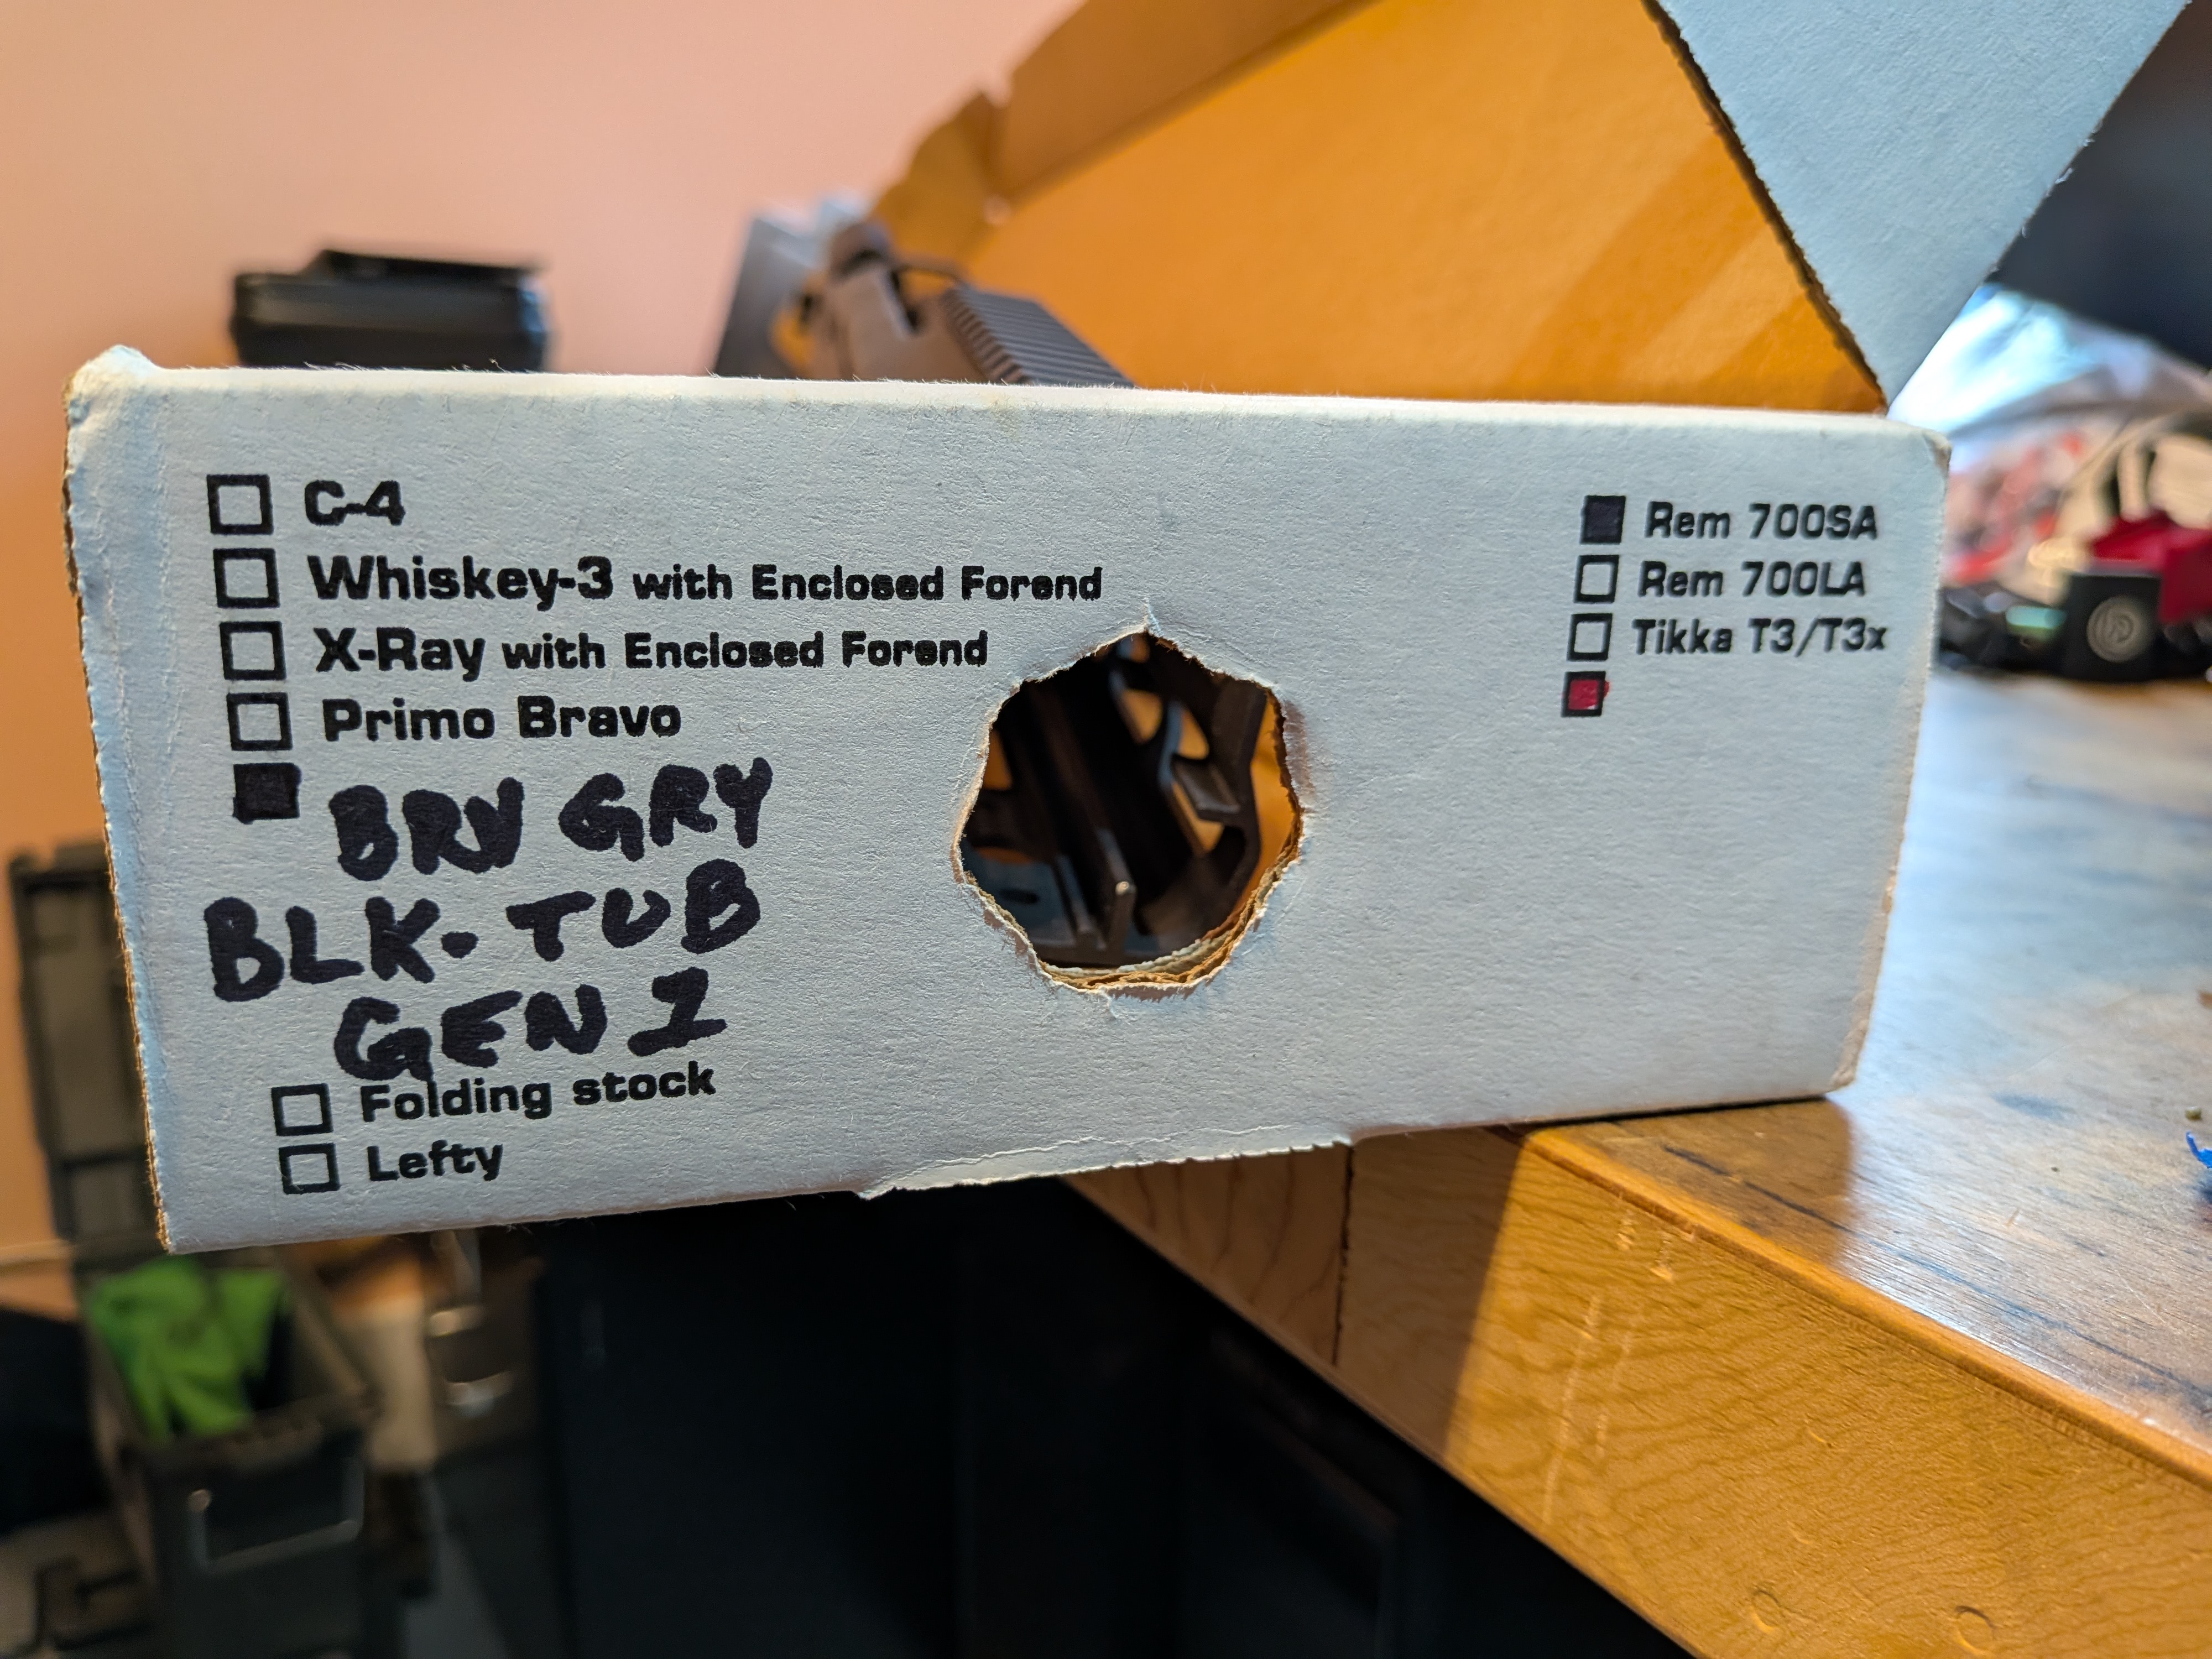 C-4
Whiskey-3 with Enclosed Forend
X-Ray with Enclosed Forend
Primo Bravo
BRV GRY
BLK-TUB
GEN 1
Folding stock
Lefty
Rem 700SA
Rem 700LA
Tikka T3/T3x